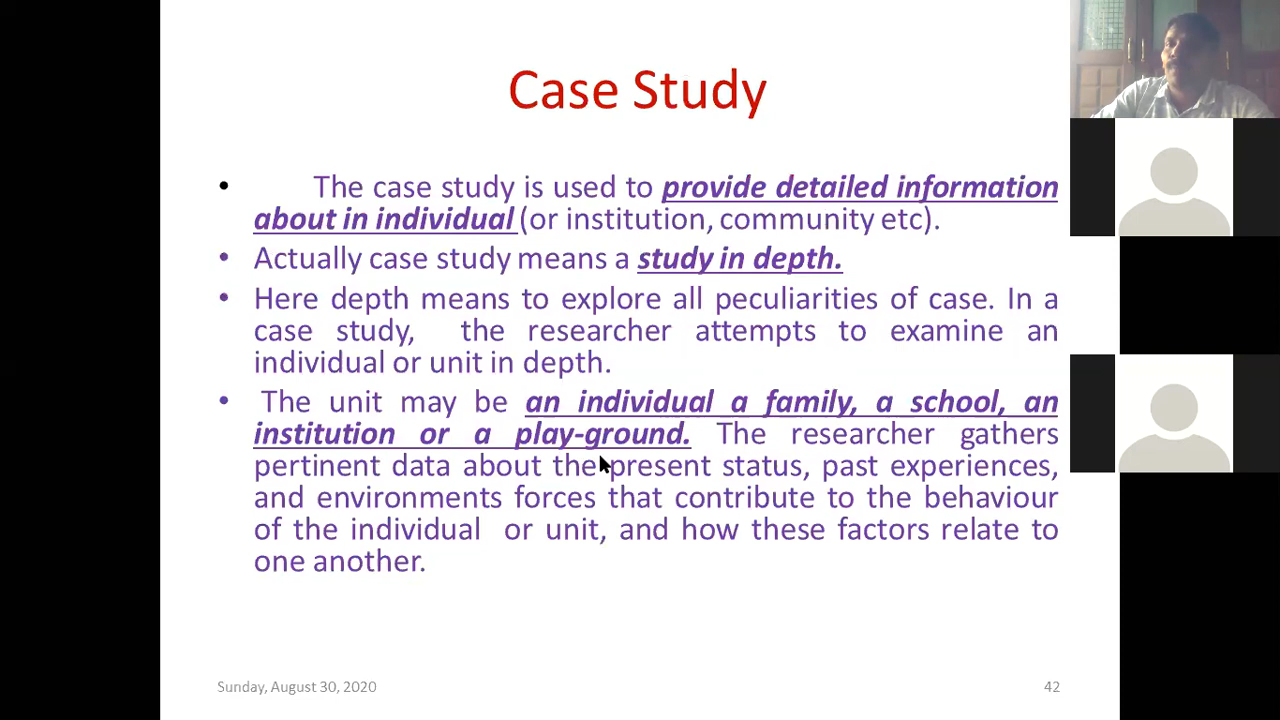 Case Study
• The case study is used to provide detailed information
about in individual (or institution, community etc).
• Actually case study means a study in depth.
• Here depth means to explore all peculiarities of case. In a
case study, the researcher attempts to examine an
individual or unit in depth.
• The unit may be an individual a family, a school, an
institution or a play-ground. The researcher gathers
pertinent data about the present status, past experiences,
and environments forces that contribute to the behaviour
of the individual or unit, and how these factors relate to
one another.
Sunday, August 30, 2020
42